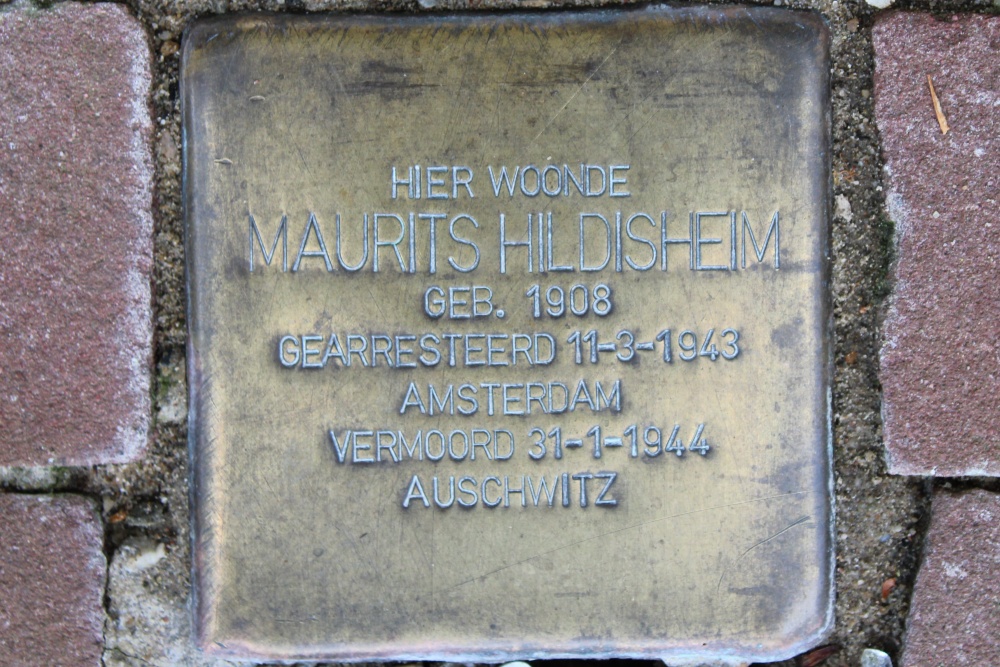 HIER WOONDE
MAURITS HILDISHEIM
GEB. 1908
GEARRESTEERD 11-3-1943
AMSTERDAM
VERMOORD 31-1-1944
AUSCHWITZ